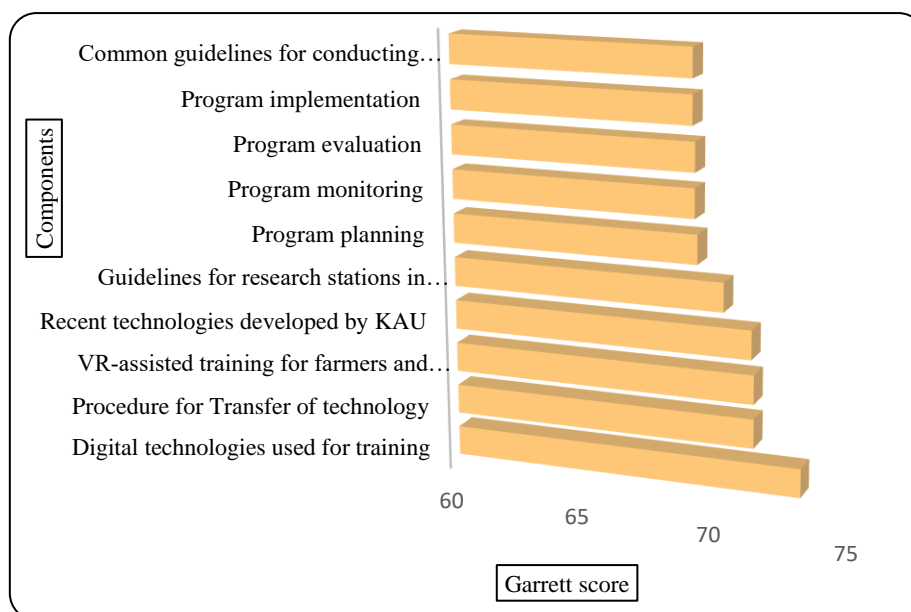 Common guidelines for conducting…
Program implementation
Program evaluation
Program monitoring
Program planning
Guidelines for research stations in…
Recent technologies developed by KAU
VR-assisted training for farmers and…
Procedure for Transfer of technology
Digital technologies used for training
Components
60
65
70
75
Garrett score